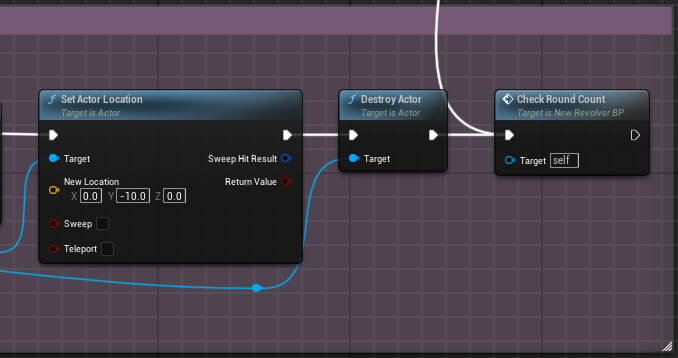 Set Actor Location
Target is Actor
Target
Sweep Hit Result
New Location
X 0.0 Y -10.0 Z 0.0
Return Value
Sweep
Teleport
Destroy Actor
Target is Actor
Target
Check Round Count
Target is New Revolver BP
Target self